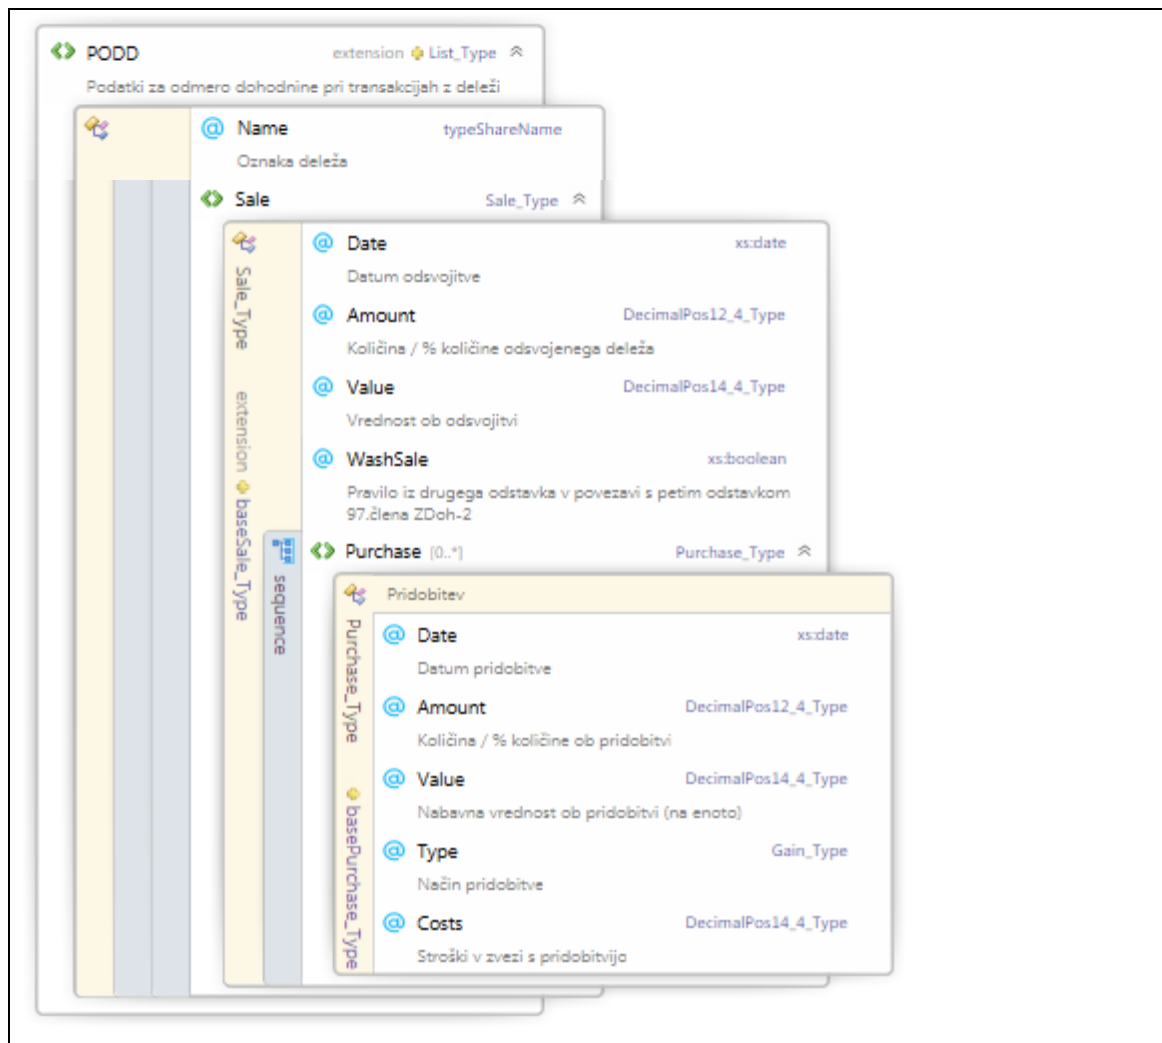 PODD extension List_Type
Podatki za odmero dohodnine pri transakcijah z deleži
@ Name typeShareName
Oznaka deleža
Sale Sale_Type
Sale_Type extension baseSale_Type
@ Date xs:date
Datum odsvojitve
@ Amount DecimalPos12_4_Type
Količina / % količine odsvojenega deleža
@ Value DecimalPos14_4_Type
Vrednost ob odsvojitvi
@ WashSale xs:boolean
Pravilo iz drugega odstavka v povezavi s petim odstavkom
97.člena ZDoh-2
sequence
Purchase [0..*] Purchase_Type
Pridobitev
Purchase_Type basePurchase_Type
@ Date xs:date
Datum pridobitve
@ Amount DecimalPos12_4_Type
Količina / % količine ob pridobitvi
@ Value DecimalPos14_4_Type
Nabavna vrednost ob pridobitvi (na enoto)
@ Type Gain_Type
Način pridobitve
@ Costs DecimalPos14_4_Type
Stroški v zvezi s pridobitvijo